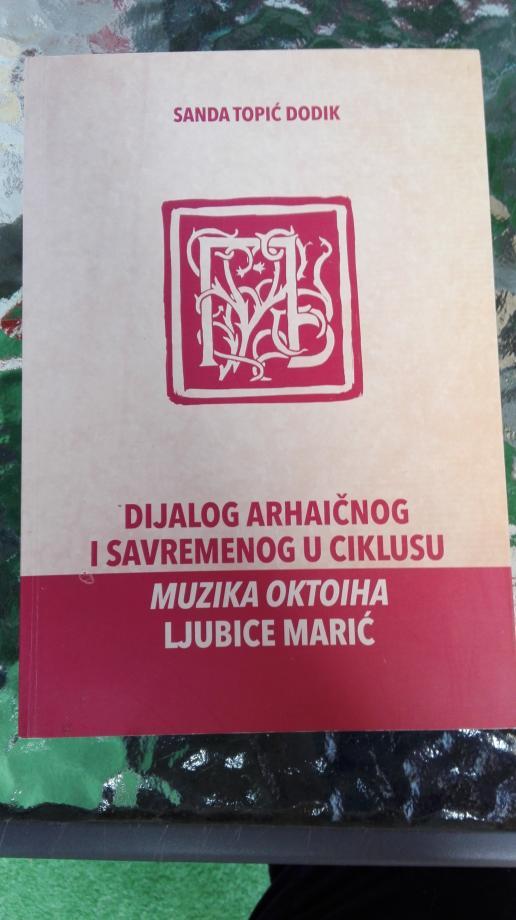 SANDA TOPIĆ DODIK
DIJALOG ARHAIČNOG
I SAVREMENOG U CIKLUSU
MUZIKA OKTOIHA
LJUBICE MARIĆ